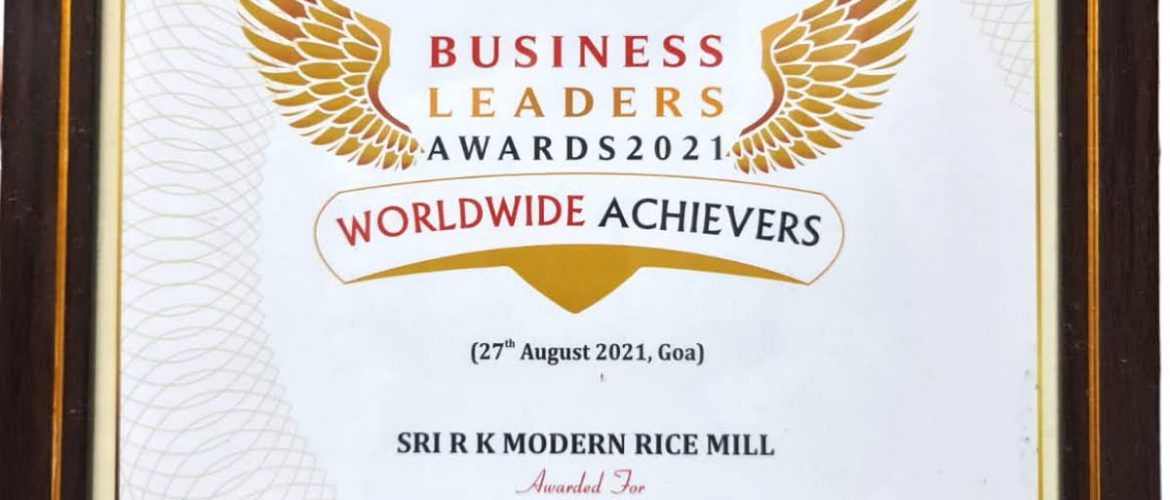 BUSINESS
LEADERS
AWARDS2021
WORLDWIDE ACHIEVERS
(27th August 2021, Goa)
SRI R K MODERN RICE MILL
Awarded For